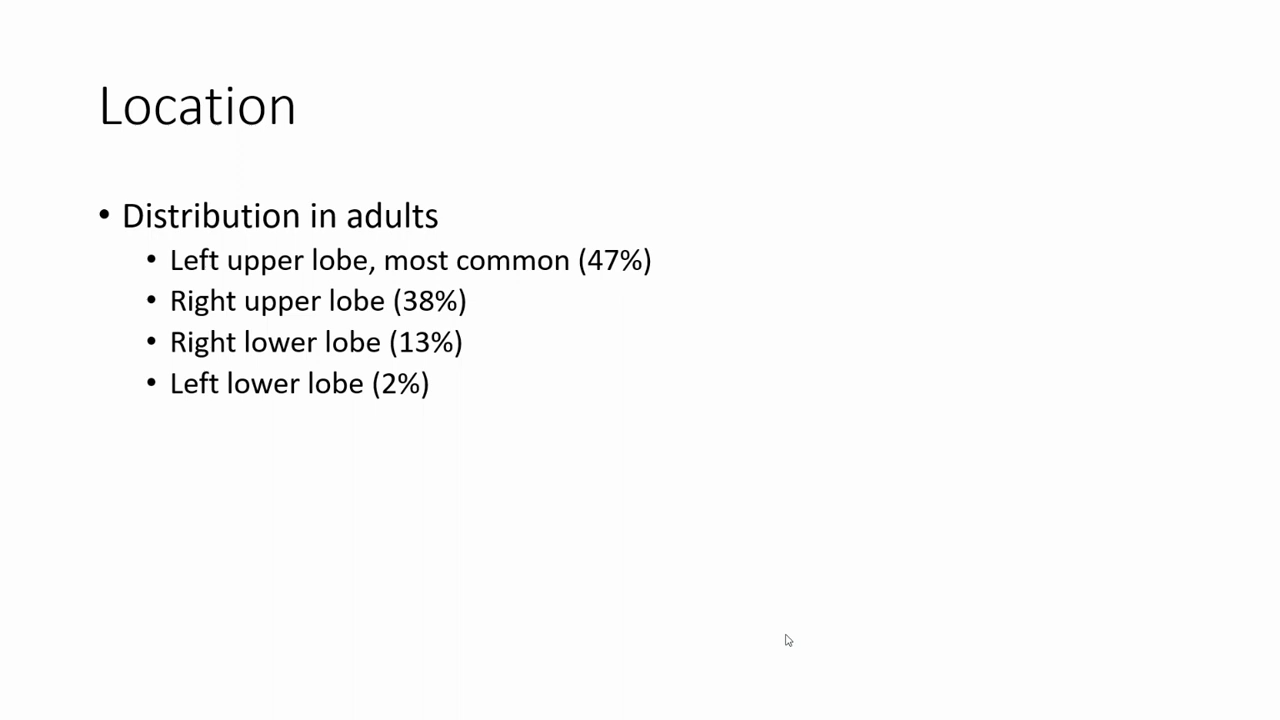 Location
• Distribution in adults
• Left upper lobe, most common (47%)
• Right upper lobe (38%)
• Right lower lobe (13%)
• Left lower lobe (2%)